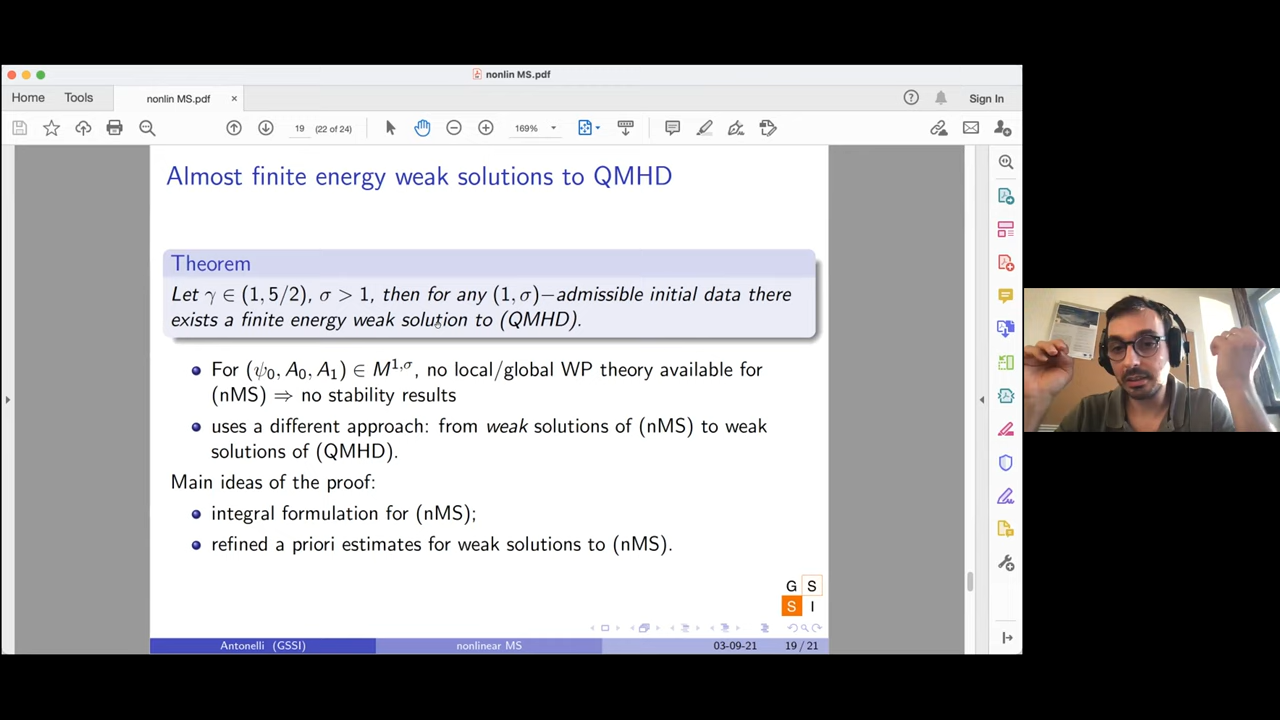 nonlin MS.pdf
Home Tools nonlin MS.pdf × Sign In
19 (22 of 24) 169%
Almost finite energy weak solutions to QMHD
Theorem
Let γ ∈ (1, 5/2), σ > 1, then for any (1, σ)−admissible initial data there
exists a finite energy weak solution to (QMHD).
For (ψ₀, A₀, A₁) ∈ M¹,σ, no local/global WP theory available for
(nMS) ⇒ no stability results
uses a different approach: from weak solutions of (nMS) to weak
solutions of (QMHD).
Main ideas of the proof:
integral formulation for (nMS);
refined a priori estimates for weak solutions to (nMS).
G S
S I
Antonelli (GSSI) nonlinear MS 03-09-21 19 / 21